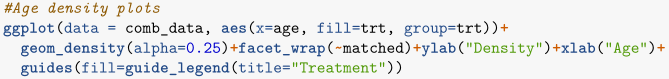 #Age density plots
ggplot(data = comb_data, aes(x=age, fill=trt, group=trt))+
  geom_density(alpha=0.25)+facet_wrap(~matched)+ylab("Density")+xlab("Age")+
  guides(fill=guide_legend(title="Treatment"))